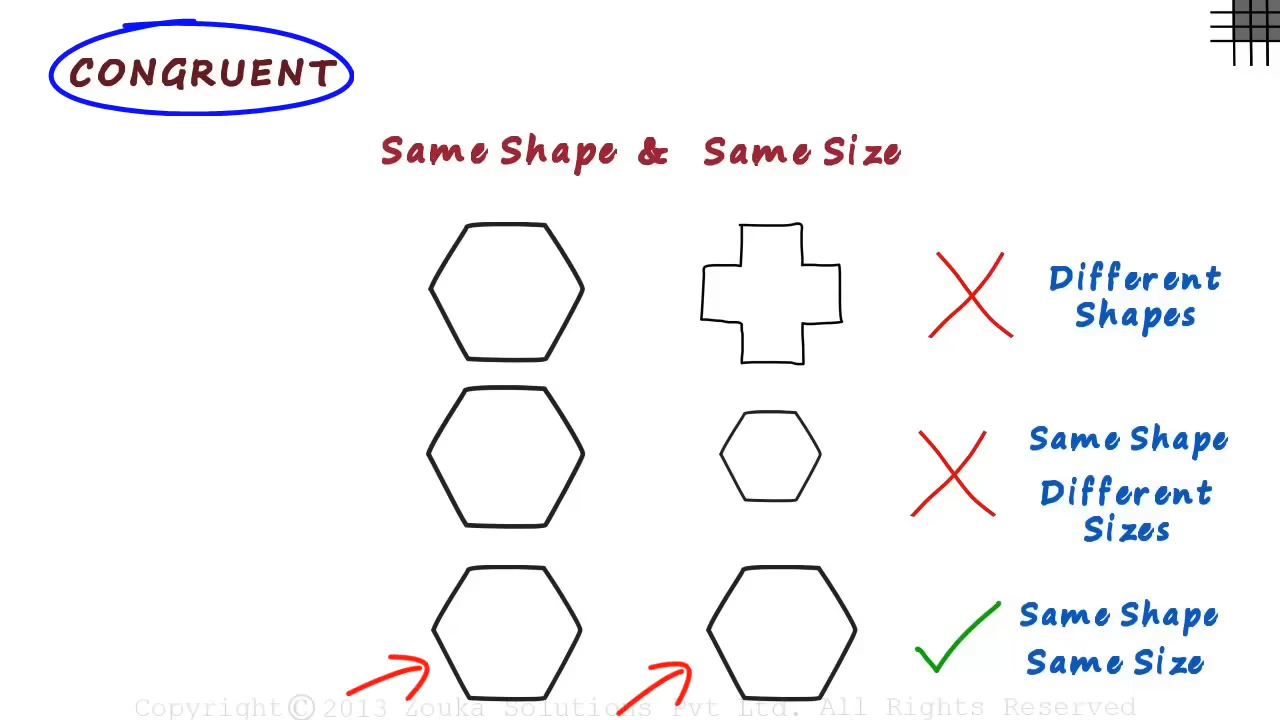 CONGRUENT
Same Shape & Same Size
Different
Shapes
Same Shape
Different
Sizes
Same Shape
Same Size
Copyright © 2013 Zouka Solutions Pvt Ltd. All Rights Reserved